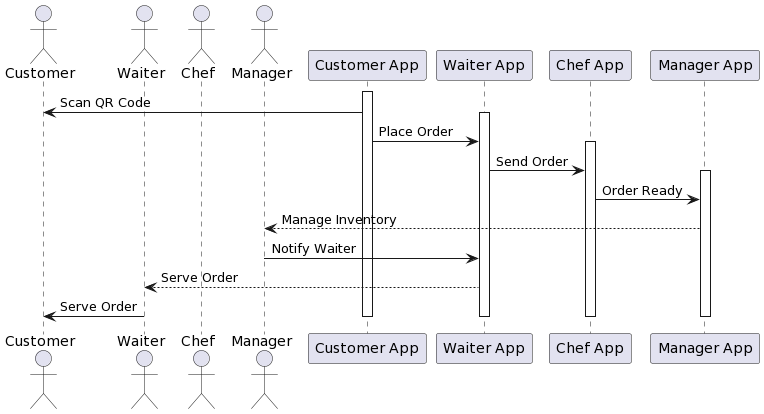 Customer Waiter Chef Manager Customer App Waiter App Chef App Manager App
Scan QR Code
Place Order
Send Order
Order Ready
Manage Inventory
Notify Waiter
Serve Order
Serve Order
Customer Waiter Chef Manager Customer App Waiter App Chef App Manager App